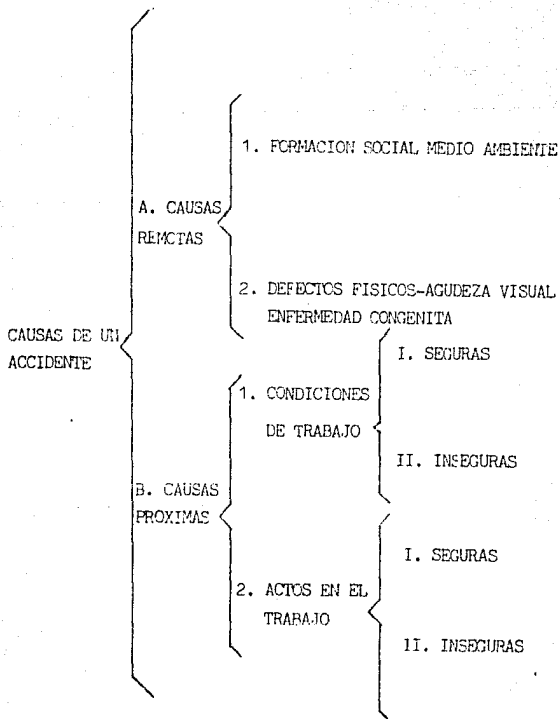 1. FORMACION SOCIAL MEDIO AMBIENTE
A. CAUSAS
REMOTAS
2. DEFECTOS FISICOS-AGUDEZA VISUAL
ENFERMEDAD CONGENITA
CAUSAS DE UN
ACCIDENTE
B. CAUSAS
PROXIMAS
1. CONDICIONES
DE TRABAJO
I. SEGURAS
II. INSEGURAS
2. ACTOS EN EL
TRABAJO
I. SEGURAS
II. INSEGURAS